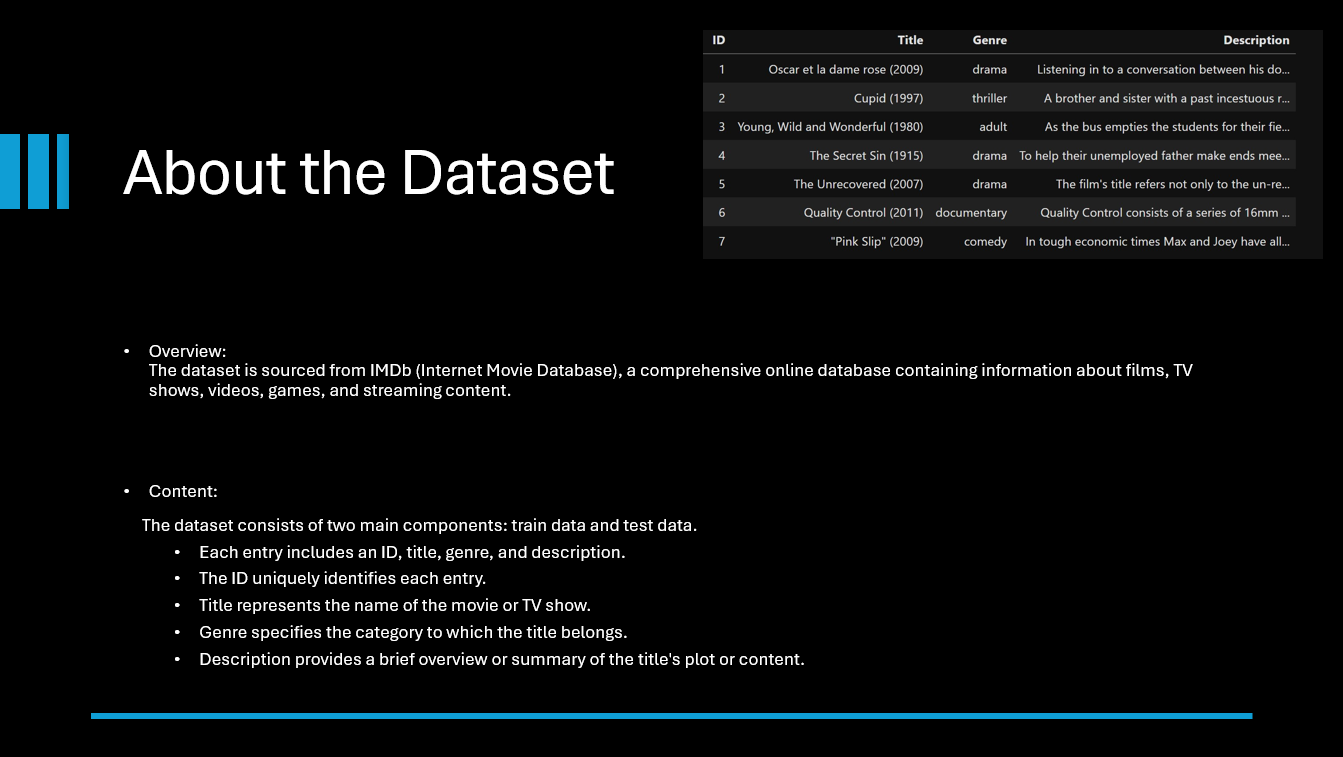 About the Dataset
ID Title Genre Description
1 Oscar et la dame rose (2009) drama Listening in to a conversation between his do...
2 Cupid (1997) thriller A brother and sister with a past incestuous r...
3 Young, Wild and Wonderful (1980) adult As the bus empties the students for their fie...
4 The Secret Sin (1915) drama To help their unemployed father make ends mee...
5 The Unrecovered (2007) drama The film's title refers not only to the un-re...
6 Quality Control (2011) documentary Quality Control consists of a series of 16mm ...
7 "Pink Slip" (2009) comedy In tough economic times Max and Joey have all...
• Overview:
The dataset is sourced from IMDb (Internet Movie Database), a comprehensive online database containing information about films, TV
shows, videos, games, and streaming content.
• Content:
The dataset consists of two main components: train data and test data.
• Each entry includes an ID, title, genre, and description.
• The ID uniquely identifies each entry.
• Title represents the name of the movie or TV show.
• Genre specifies the category to which the title belongs.
• Description provides a brief overview or summary of the title's plot or content.